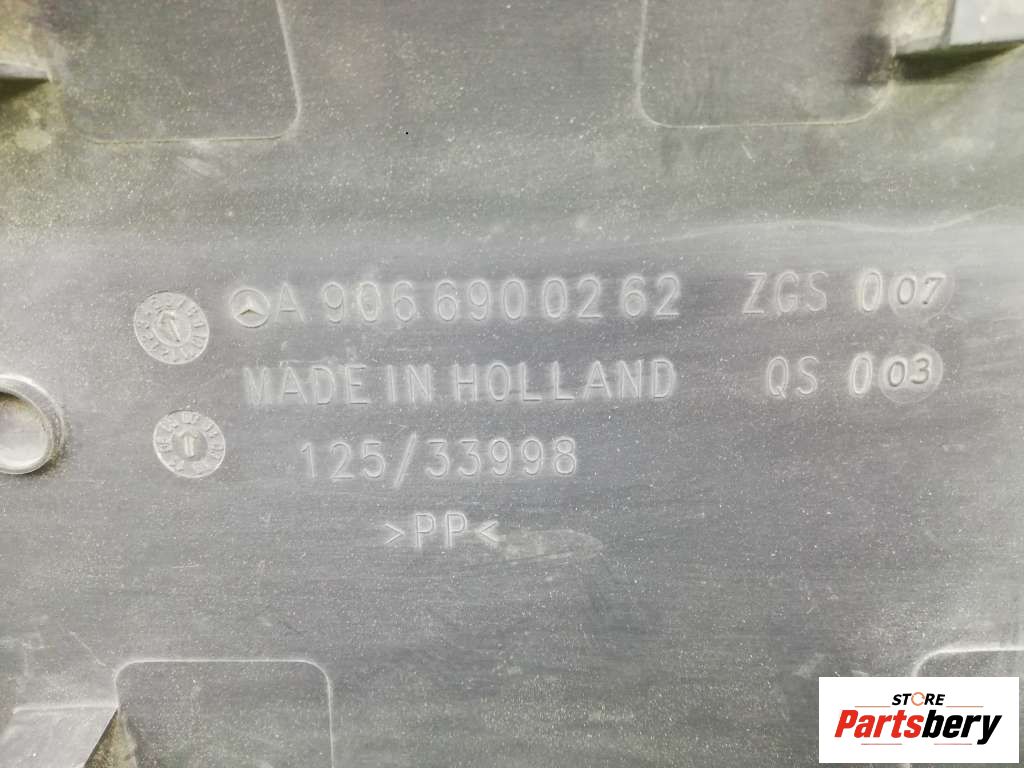 A 906 690 02 62 ZGS 007
MADE IN HOLLAND QS 003
125/33998
>PP<
STORE
Partsbery